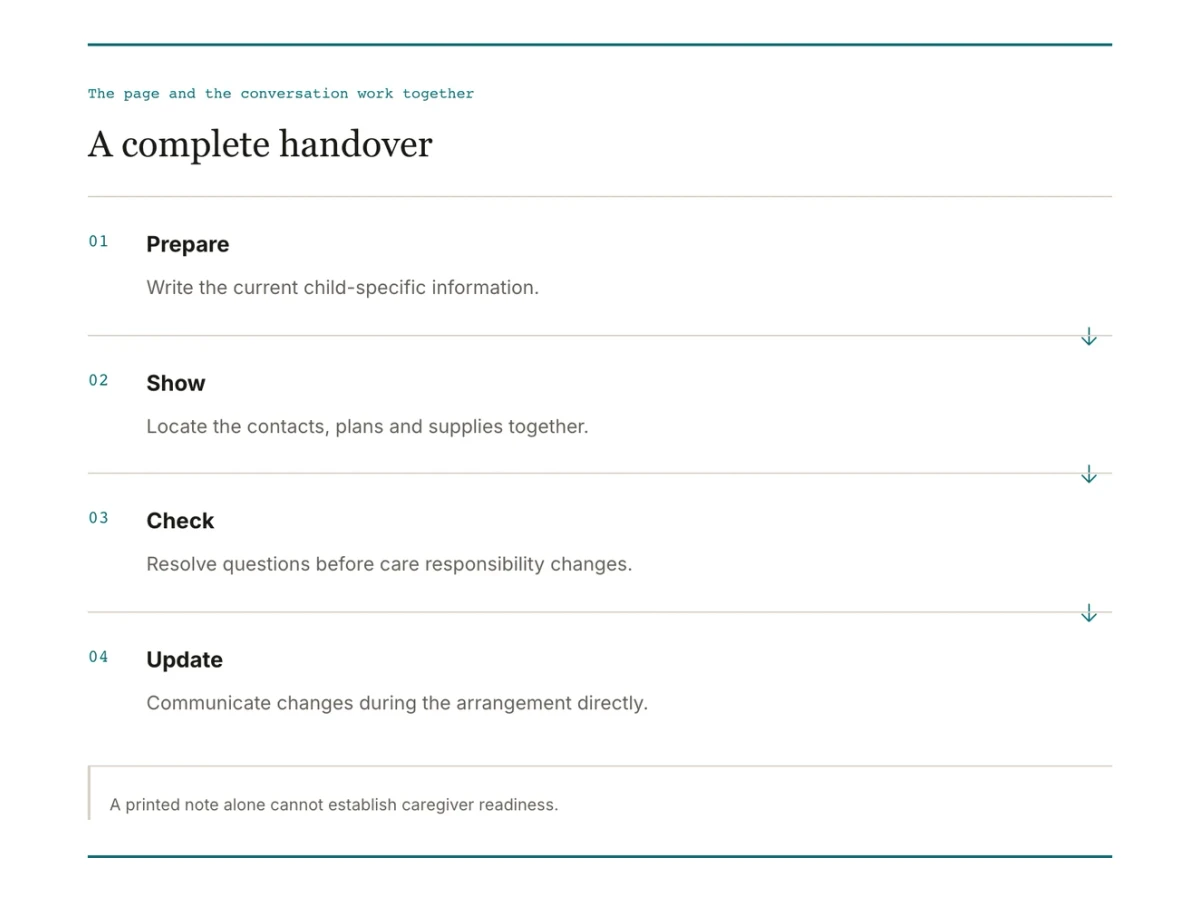 The page and the conversation work together
A complete handover
01
Prepare
Write the current child-specific information.
02
Show
Locate the contacts, plans and supplies together.
03
Check
Resolve questions before care responsibility changes.
04
Update
Communicate changes during the arrangement directly.
A printed note alone cannot establish caregiver readiness.